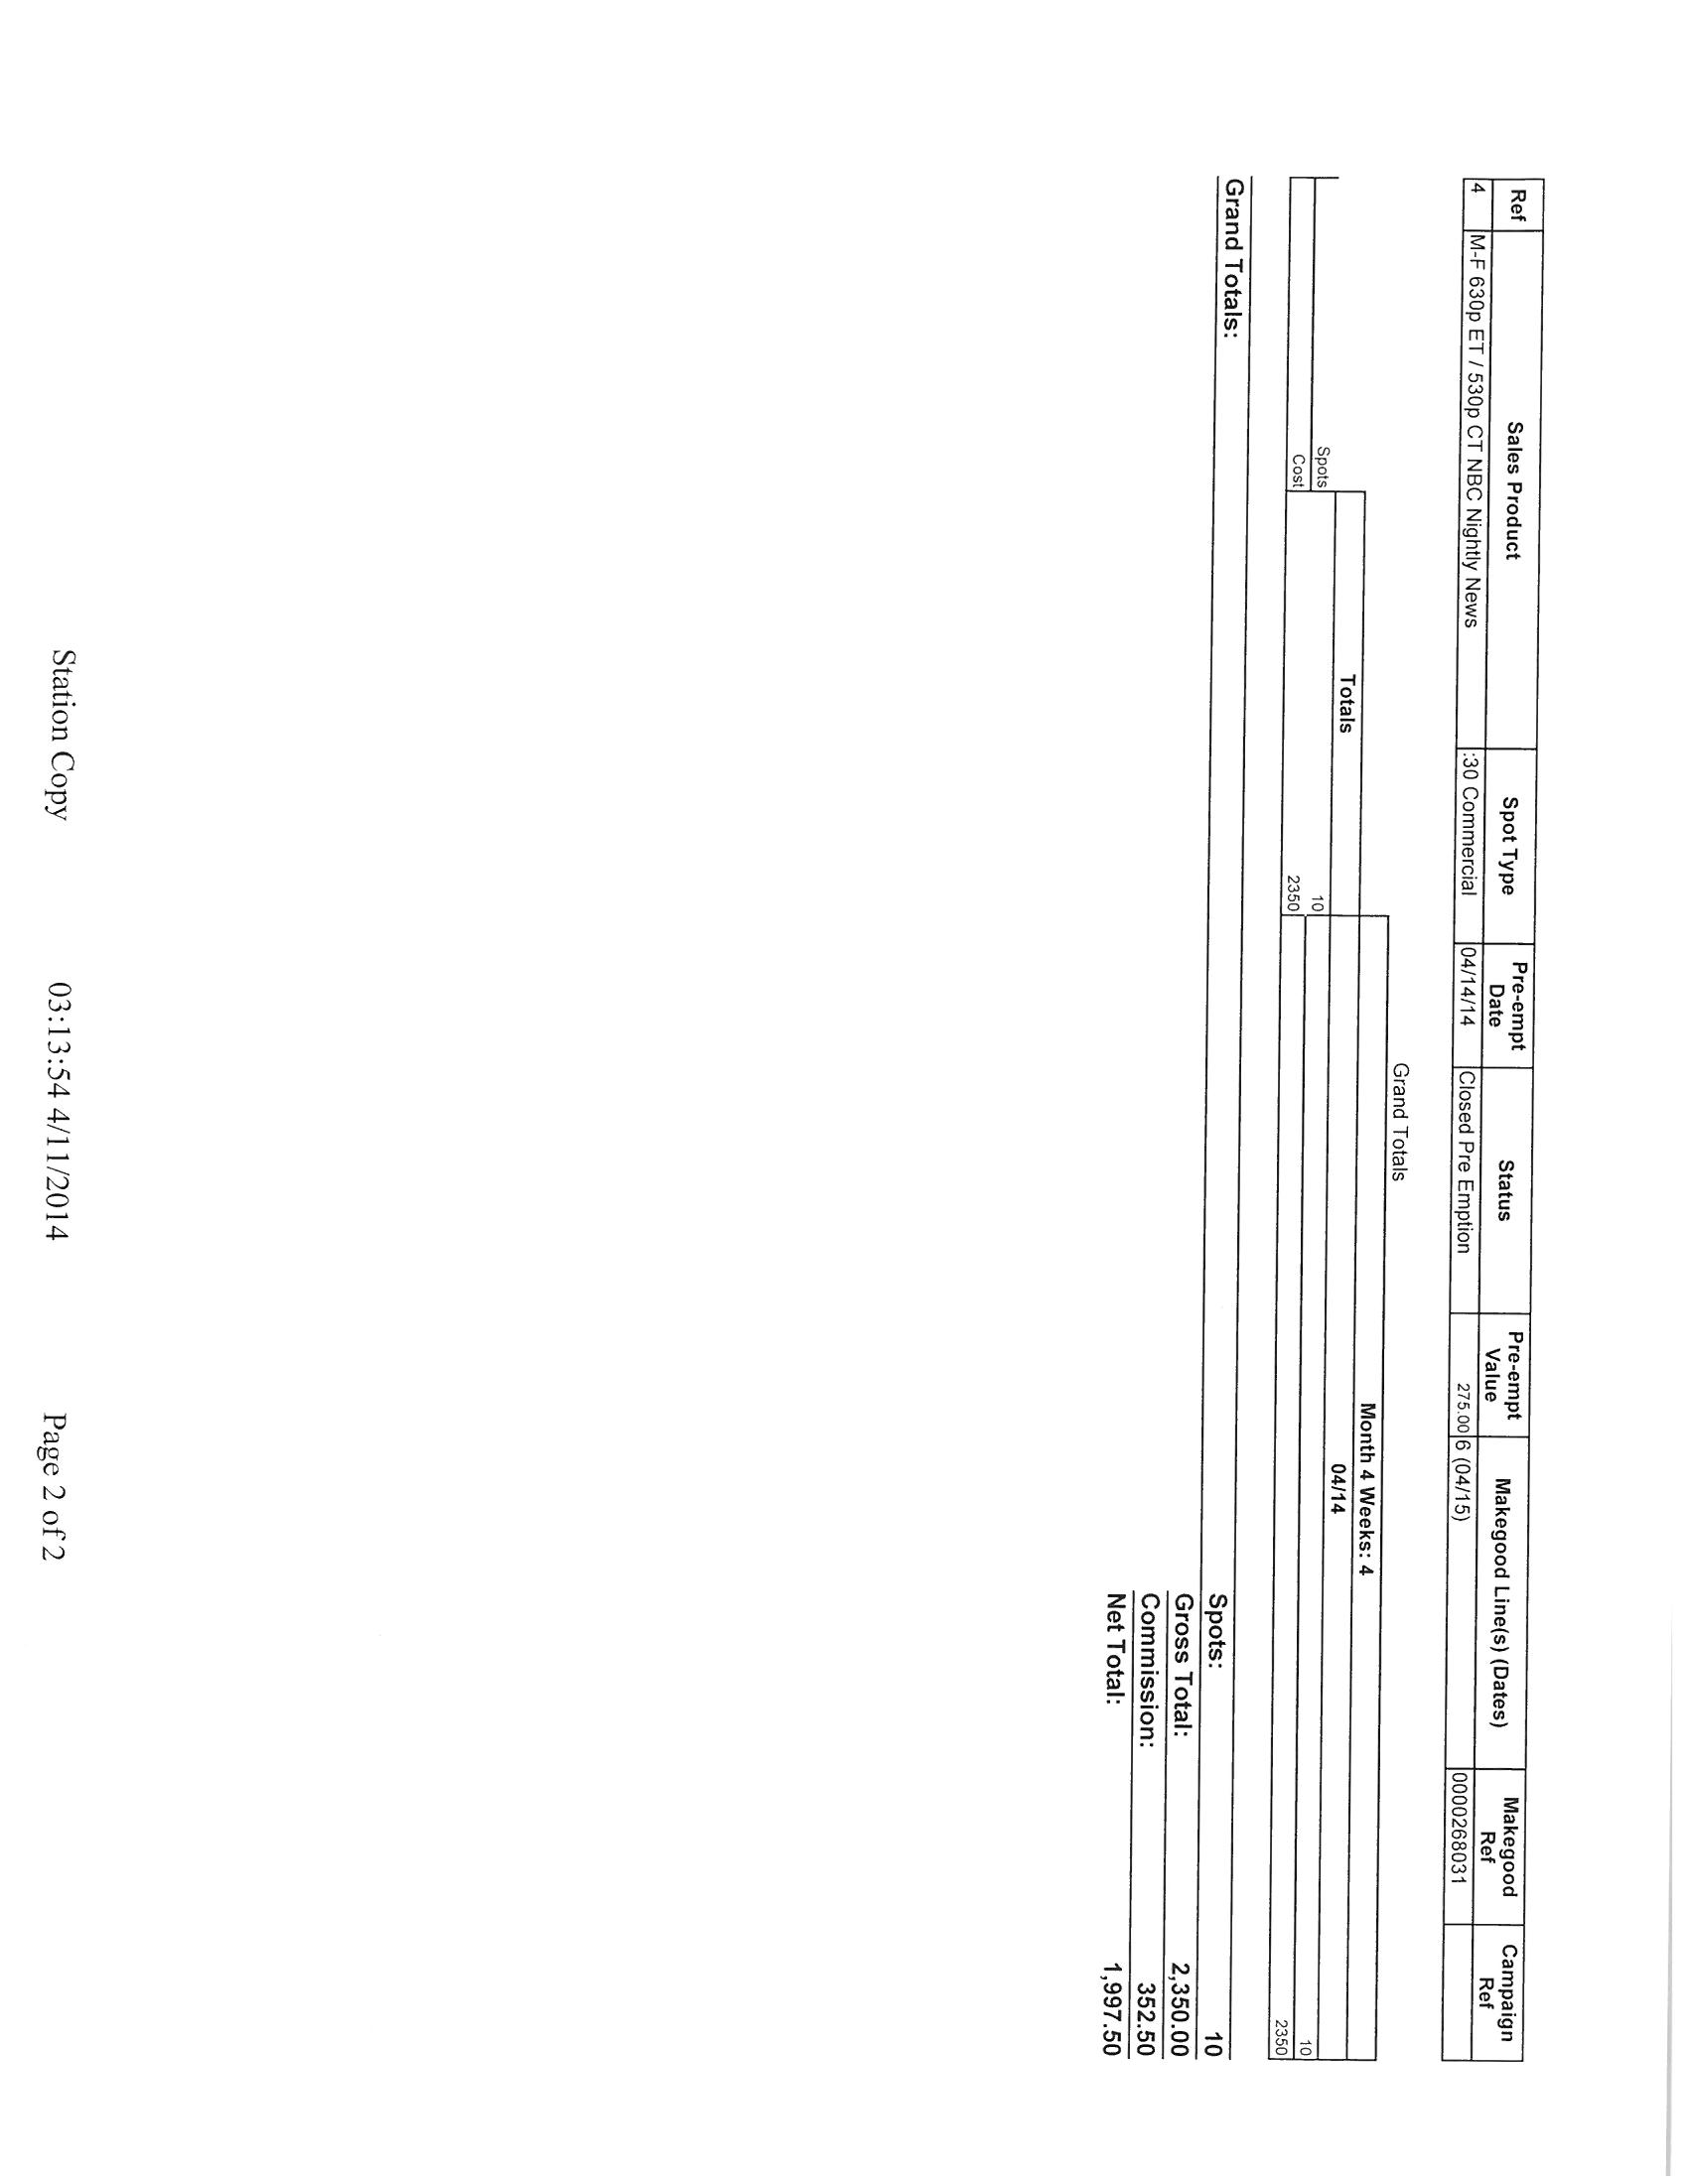 Ref Sales Product Spot Type Pre-empt Date Status Pre-empt Value Makegood Line(s) (Dates) Makegood Ref Campaign Ref
4 M-F 630p ET / 530p CT NBC Nightly News :30 Commercial 04/14/14 Closed Pre Emption 275.00 6 (04/15) 0000268031
Grand Totals
Month 4 Weeks: 4
Totals 04/14
Spots 10 10
Cost 2350 2350
Grand Totals:
Spots: 10
Gross Total: 2,350.00
Commission: 352.50
Net Total: 1,997.50
Station Copy 03:13:54 4/11/2014 Page 2 of 2